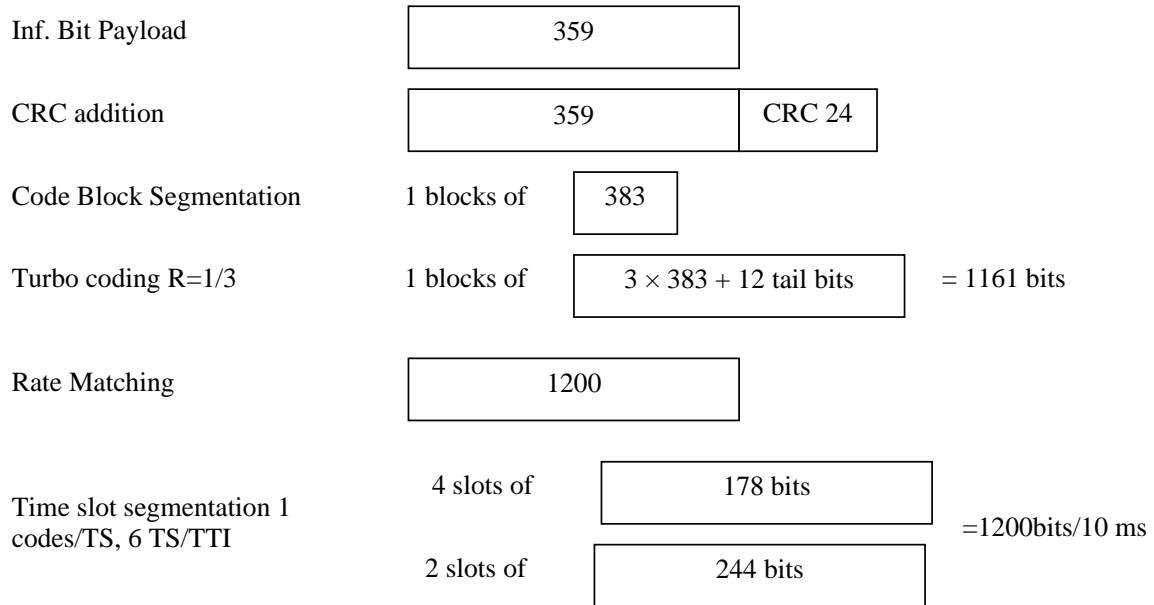 Inf. Bit Payload 359
CRC addition 359 CRC 24
Code Block Segmentation 1 blocks of 383
Turbo coding R=1/3 1 blocks of 3 × 383 + 12 tail bits = 1161 bits
Rate Matching 1200
4 slots of 178 bits
Time slot segmentation 1
codes/TS, 6 TS/TTI
=1200bits/10 ms
2 slots of 244 bits